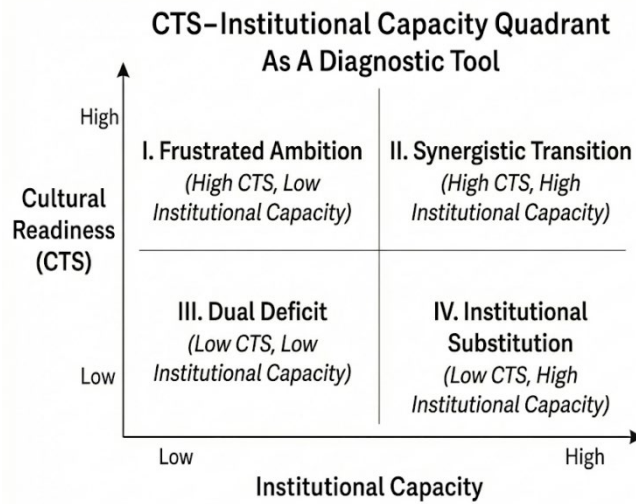 CTS–Institutional Capacity Quadrant
As A Diagnostic Tool
High
I. Frustrated Ambition
(High CTS, Low
Institutional Capacity)
II. Synergistic Transition
(High CTS, High
Institutional Capacity)
Cultural
Readiness
(CTS)
III. Dual Deficit
(Low CTS, Low
Institutional Capacity)
IV. Institutional
Substitution
(Low CTS, High
Institutional Capacity)
Low
Low
High
Institutional Capacity